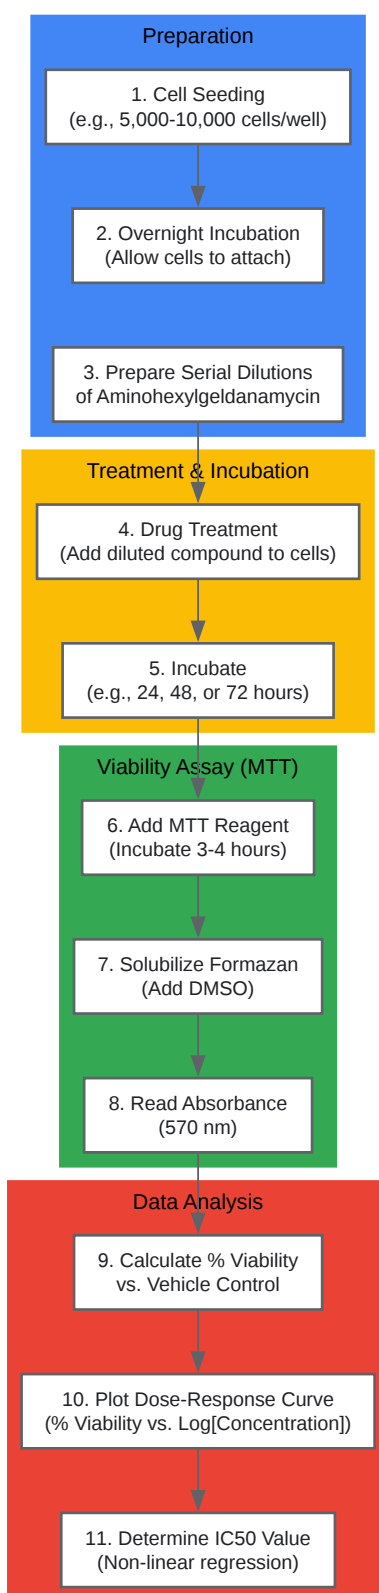 Preparation
1. Cell Seeding
(e.g., 5,000-10,000 cells/well)
2. Overnight Incubation
(Allow cells to attach)
3. Prepare Serial Dilutions
of Aminohexylgeldanamycin
Treatment & Incubation
4. Drug Treatment
(Add diluted compound to cells)
5. Incubate
(e.g., 24, 48, or 72 hours)
Viability Assay (MTT)
6. Add MTT Reagent
(Incubate 3-4 hours)
7. Solubilize Formazan
(Add DMSO)
8. Read Absorbance
(570 nm)
Data Analysis
9. Calculate % Viability
vs. Vehicle Control
10. Plot Dose-Response Curve
(% Viability vs. Log[Concentration])
11. Determine IC50 Value
(Non-linear regression)